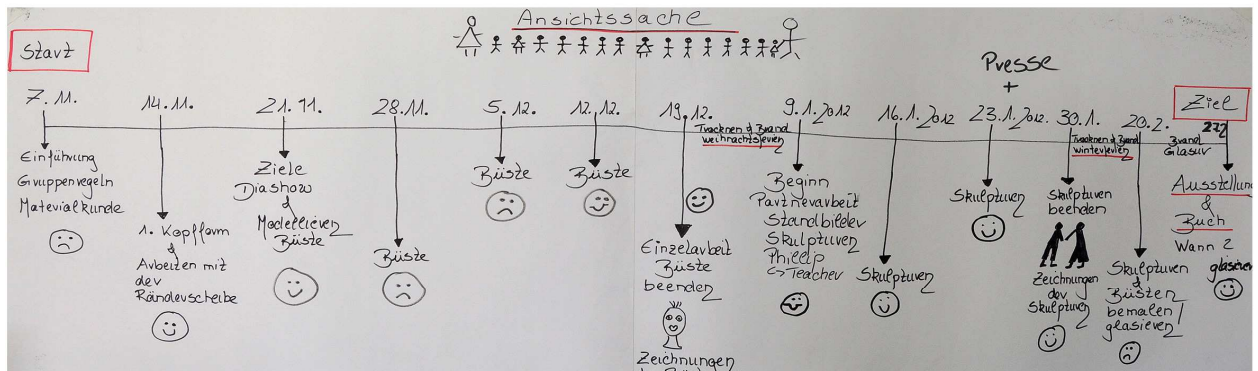 Ansichtssache
Start
7.11.
Einführung
Gruppenregeln
Materialkunde
14.11.
1. Kopfform
&
Arbeiten mit
der
Ränderscheibe
21.11.
Ziele
Diashow
&
Modellieren
Büste
28.11.
Büste
5.12.
Büste
12.12.
Büste
19.12.
Einzelarbeit
Büste
beenden
Zeichnungen
Trocknen & Brand
Weihnachtsferien
9.1.2012
Beginn
Partnerarbeit
Standbilder
Skulpturen
Phillip
↳ Teacher
16.1.2012
Skulpturen
Presse
+
23.1.2012.
Skulpturen
30.1.
Skulpturen
beenden
Zeichnungen
der
Skulpturen
Trocknen & Brand
Winterferien
20.2.
Skulpturen
&
Büsten
bemalen/
glasieren
Brand
Glasur
Ziel
27.2
Ausstellung
&
Buch
Wann?
glasieren